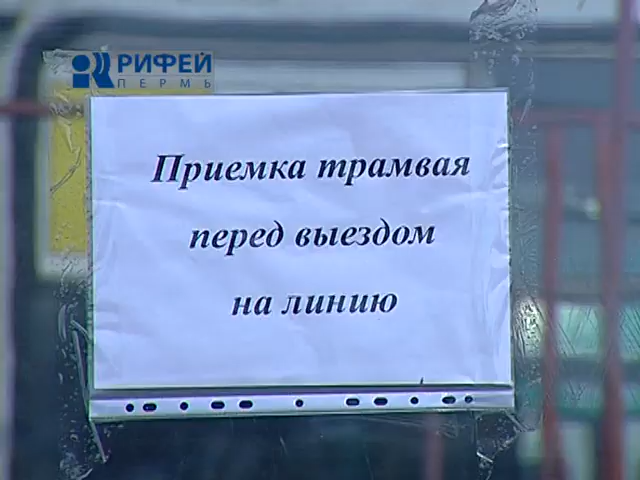 РИФЕЙ
ПЕРМЬ
Приемка трамвая
перед выездом
на линию